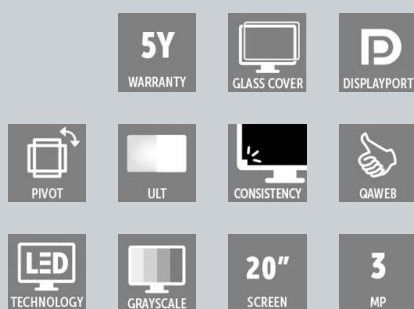 5Y
WARRANTY
GLASS COVER
DISPLAYPORT
PIVOT
ULT
CONSISTENCY
QAWEB
LED
TECHNOLOGY
GRAYSCALE
20"
SCREEN
3
MP